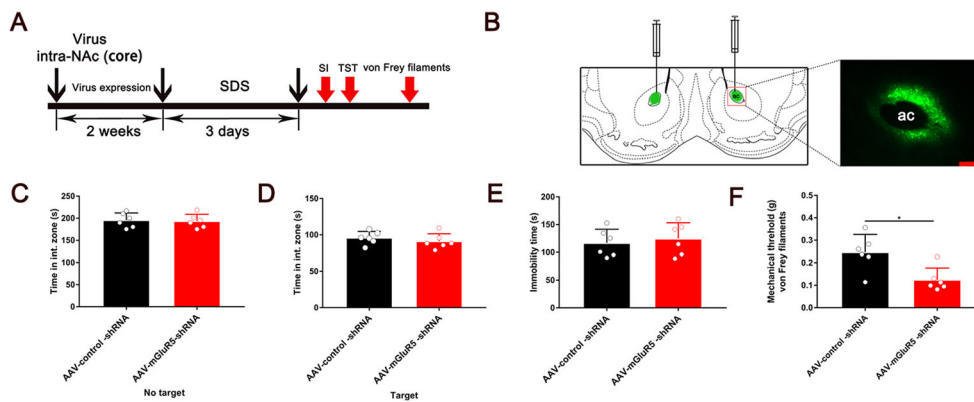 A
Virus
intra-NAc (core)
Virus expression
SDS
SI
TST
von Frey filaments
2 weeks
3 days
B
ac
C
Time in int. zone (s)
250
200
150
100
50
0
AAV-control -shRNA
AAV-mGluR5-shRNA
No target
D
Time in int. zone (s)
150
100
50
0
AAV-control -shRNA
AAV-mGluR5-shRNA
Target
E
Immobility time (s)
200
150
100
50
0
AAV-control -shRNA
AAV-mGluR5 -shRNA
F
Mechanical threhold (g)
von Frey filaments
0.5
0.4
0.3
0.2
0.1
0.0
*
AAV-control -shRNA
AAV-mGluR5 -shRNA